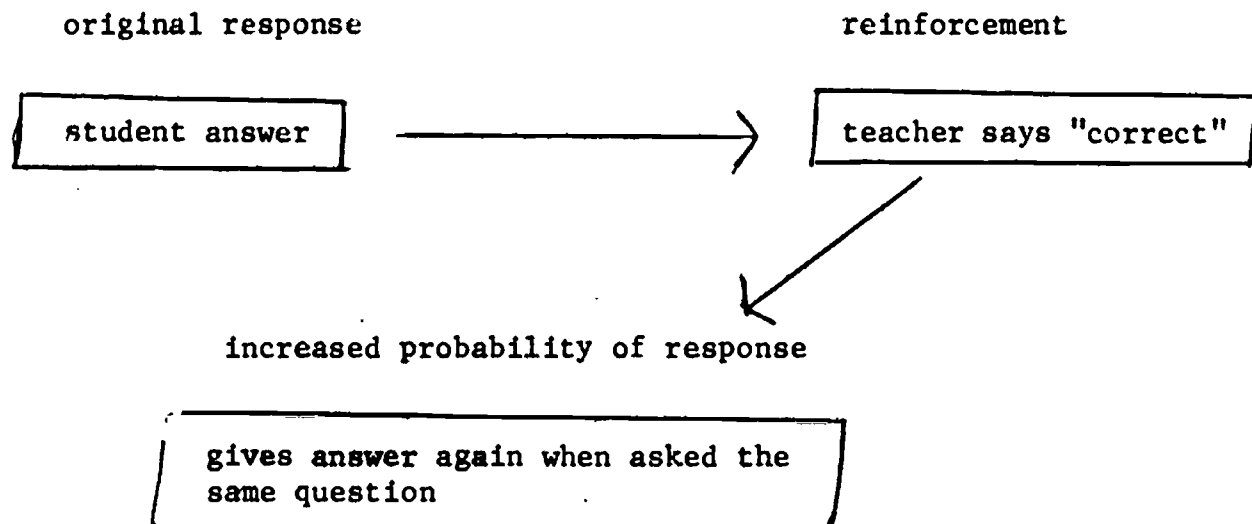 original response
reinforcement
student answer
teacher says "correct"
increased probability of response
gives answer again when asked the
same question